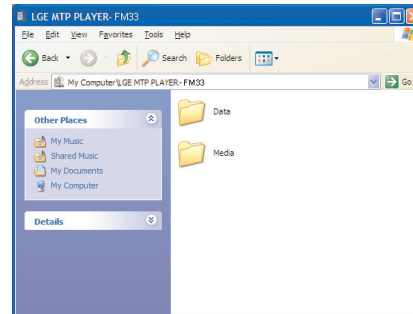 LGE MTP PLAYER- FM33
File Edit View Favorites Tools Help
Back Search Folders
Address My Computer\LGE MTP PLAYER- FM33 Go
Other Places
My Music
Shared Music
My Documents
My Computer
Details
Data
Media